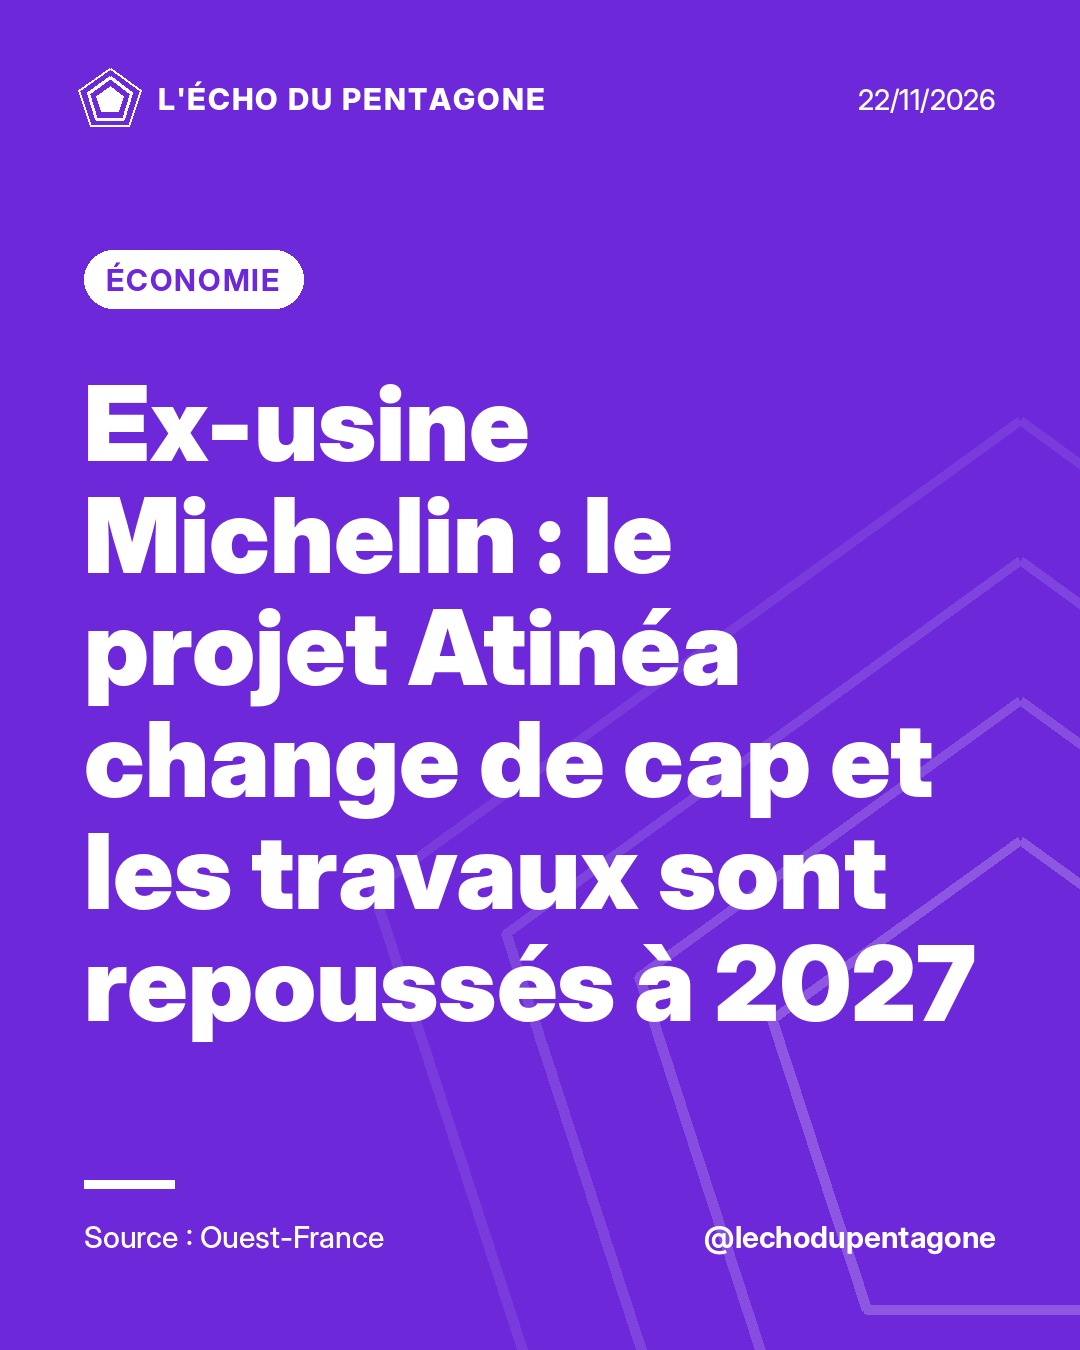 L'ÉCHO DU PENTAGONE
22/11/2026
ÉCONOMIE
Ex-usine
Michelin : le
projet Atinéa
change de cap et
les travaux sont
repoussés à 2027
Source : Ouest-France
@lechodupentagone